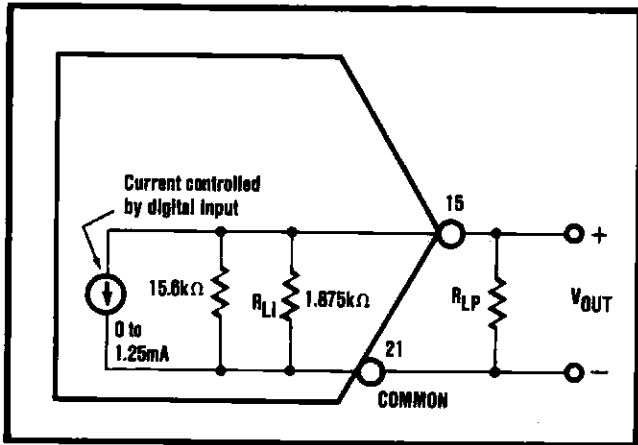 Current controlled
by digital input
15
15.6kΩ
RLI
1.875kΩ
RLP
+
VOUT
−
0 to
1.25mA
21
COMMON